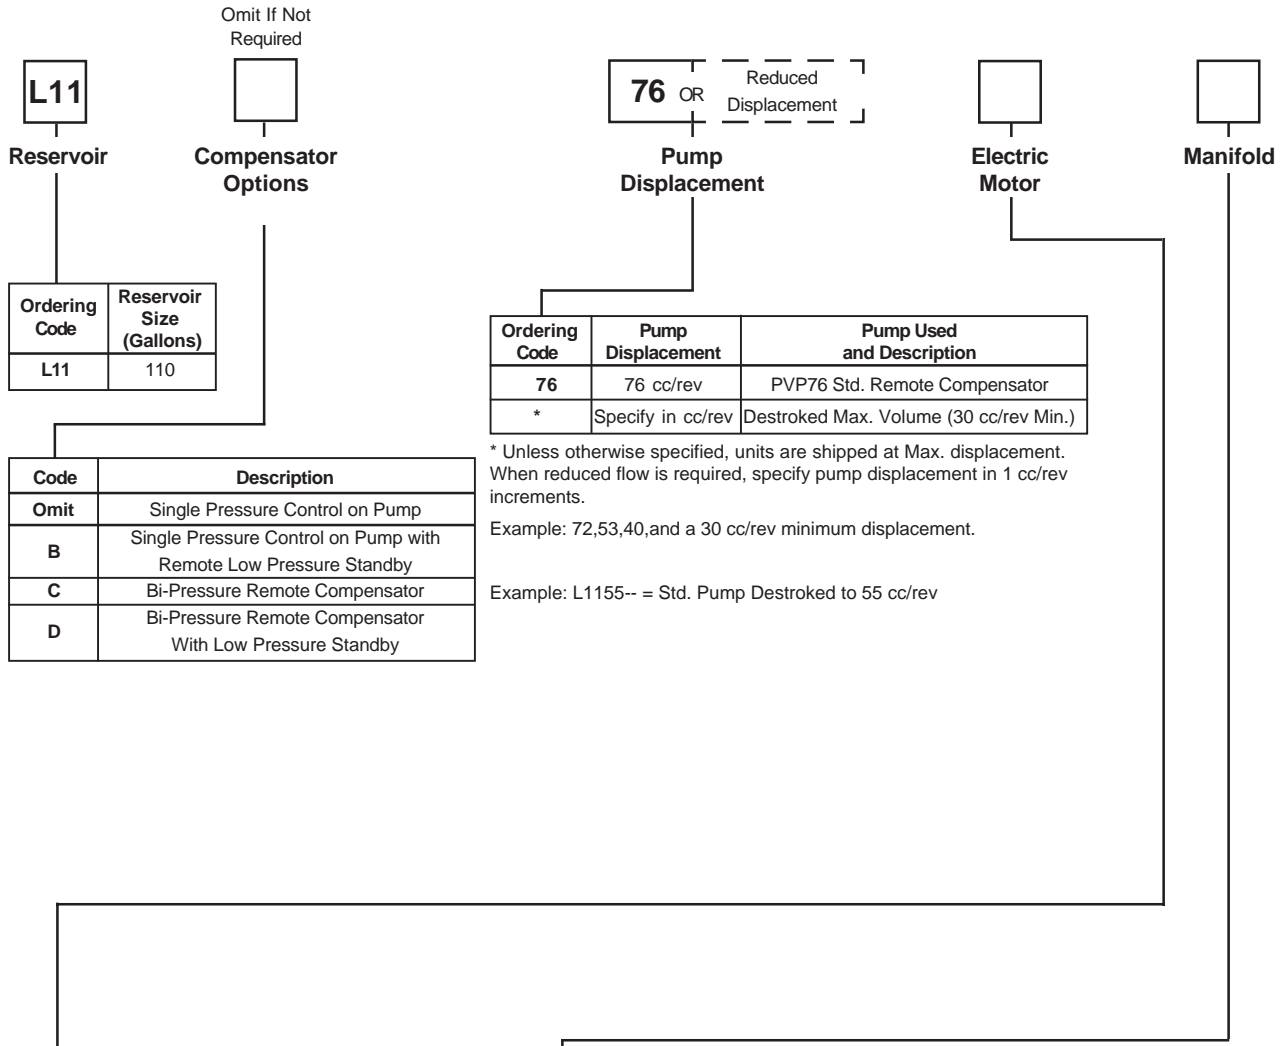 Omit If Not
Required
L11
76 OR
Reduced
Displacement
Reservoir
Compensator
Options
Pump
Displacement
Electric
Motor
Manifold
Ordering
Code
Reservoir
Size
(Gallons)
L11
110
Ordering
Code
Pump
Displacement
Pump Used
and Description
76
76 cc/rev
PVP76 Std. Remote Compensator
*
Specify in cc/rev
Destroked Max. Volume (30 cc/rev Min.)
* Unless otherwise specified, units are shipped at Max. displacement.
When reduced flow is required, specify pump displacement in 1 cc/rev
increments.
Example: 72,53,40,and a 30 cc/rev minimum displacement.
Example: L1155-- = Std. Pump Destroked to 55 cc/rev
Code
Description
Omit
Single Pressure Control on Pump
B
Single Pressure Control on Pump with
Remote Low Pressure Standby
C
Bi-Pressure Remote Compensator
D
Bi-Pressure Remote Compensator
With Low Pressure Standby